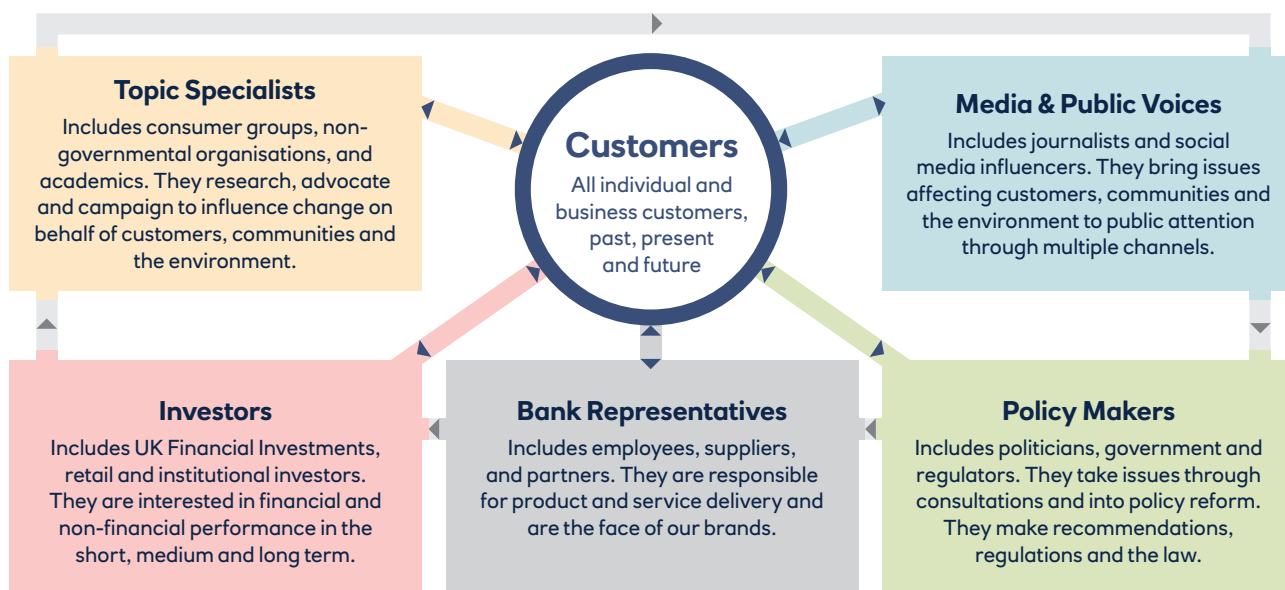 Topic Specialists
Includes consumer groups, non-
governmental organisations, and
academics. They research, advocate
and campaign to influence change on
behalf of customers, communities and
the environment.
Customers
All individual and
business customers,
past, present
and future
Media & Public Voices
Includes journalists and social
media influencers. They bring issues
affecting customers, communities and
the environment to public attention
through multiple channels.
Investors
Includes UK Financial Investments,
retail and institutional investors.
They are interested in financial and
non-financial performance in the
short, medium and long term.
Bank Representatives
Includes employees, suppliers,
and partners. They are responsible
for product and service delivery and
are the face of our brands.
Policy Makers
Includes politicians, government and
regulators. They take issues through
consultations and into policy reform.
They make recommendations,
regulations and the law.